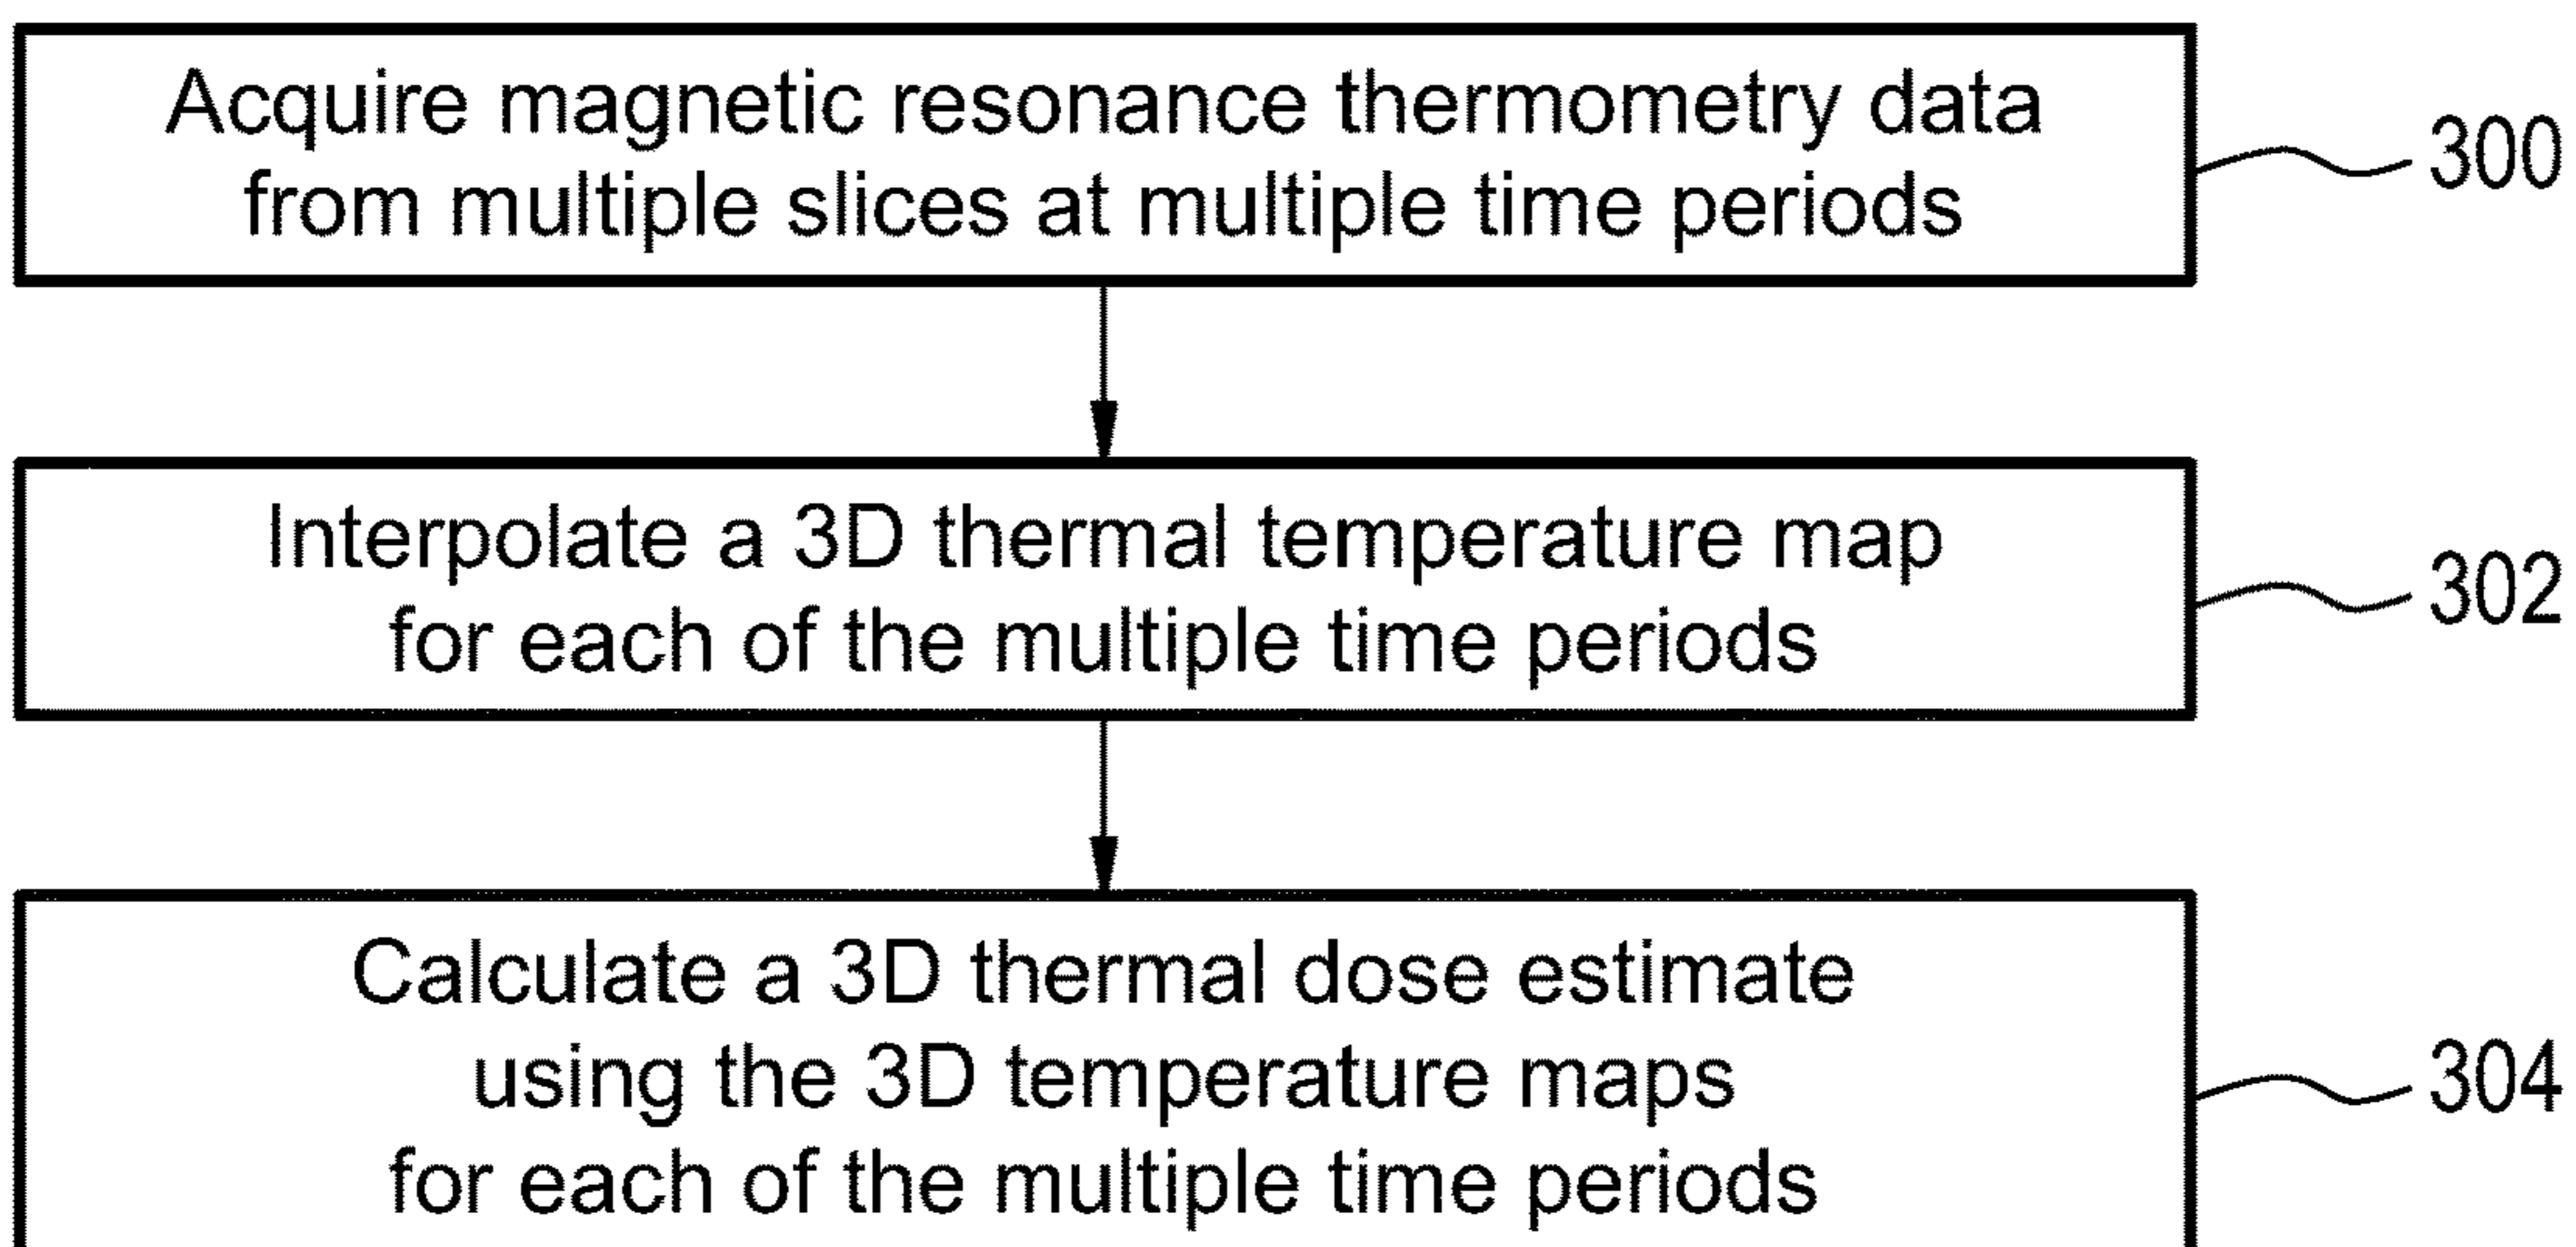 Acquire magnetic resonance thermometry data
from multiple slices at multiple time periods
300
Interpolate a 3D thermal temperature map
for each of the multiple time periods
302
Calculate a 3D thermal dose estimate
using the 3D temperature maps
for each of the multiple time periods
304